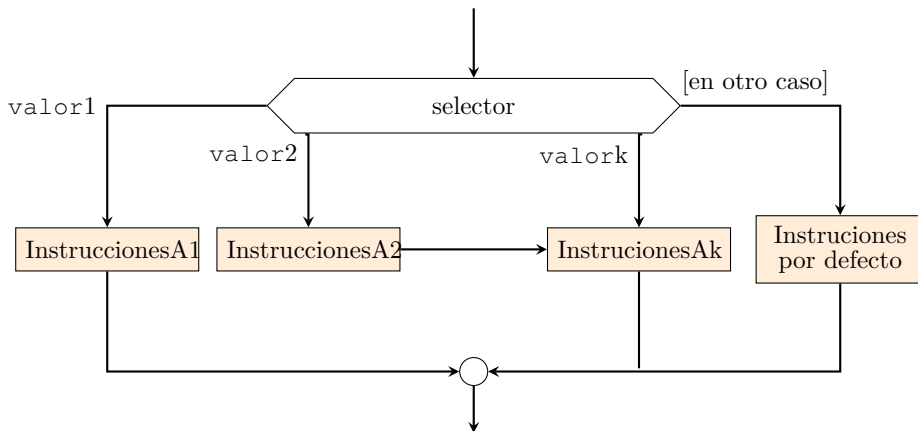 [en otro caso]
selector
valor1
valor2
valork
InstruccionesA1
InstruccionesA2
InstrucionesAk
Instruciones
por defecto